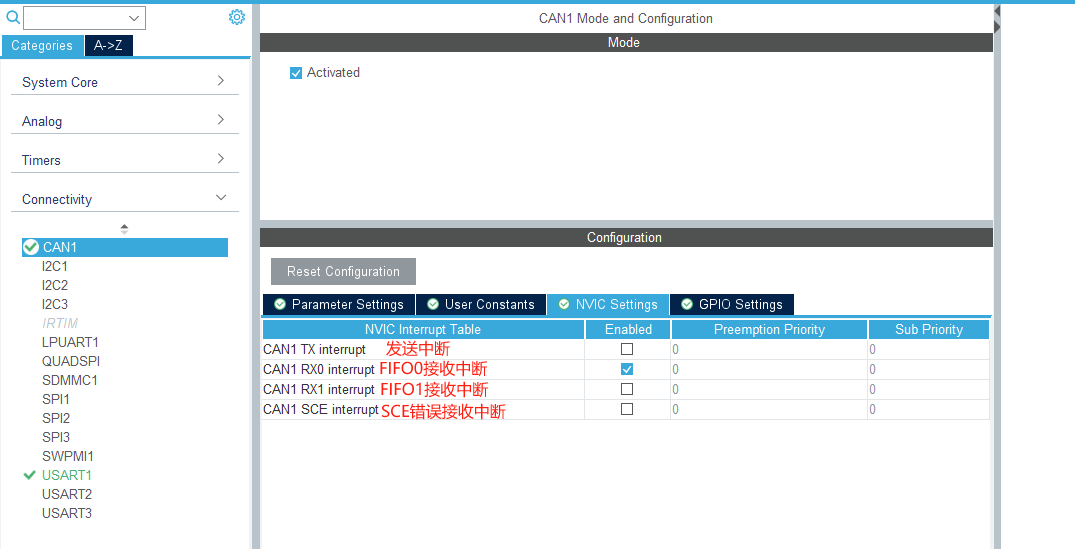 CAN1 Mode and Configuration
Categories
A->Z
System Core
Analog
Timers
Connectivity
CAN1
I2C1
I2C2
I2C3
IRTIM
LPUART1
QUADSPI
SDMMC1
SPI1
SPI2
SPI3
SWPMI1
USART1
USART2
USART3
Mode
Activated
Configuration
Reset Configuration
Parameter Settings User Constants NVIC Settings GPIO Settings
NVIC Interrupt Table Enabled Preemption Priority Sub Priority
CAN1 TX interrupt 发送中断 0 0
CAN1 RX0 interrupt FIFO0接收中断 0 0
CAN1 RX1 interrupt FIFO1接收中断 0 0
CAN1 SCE interrupt SCE错误接收中断 0 0